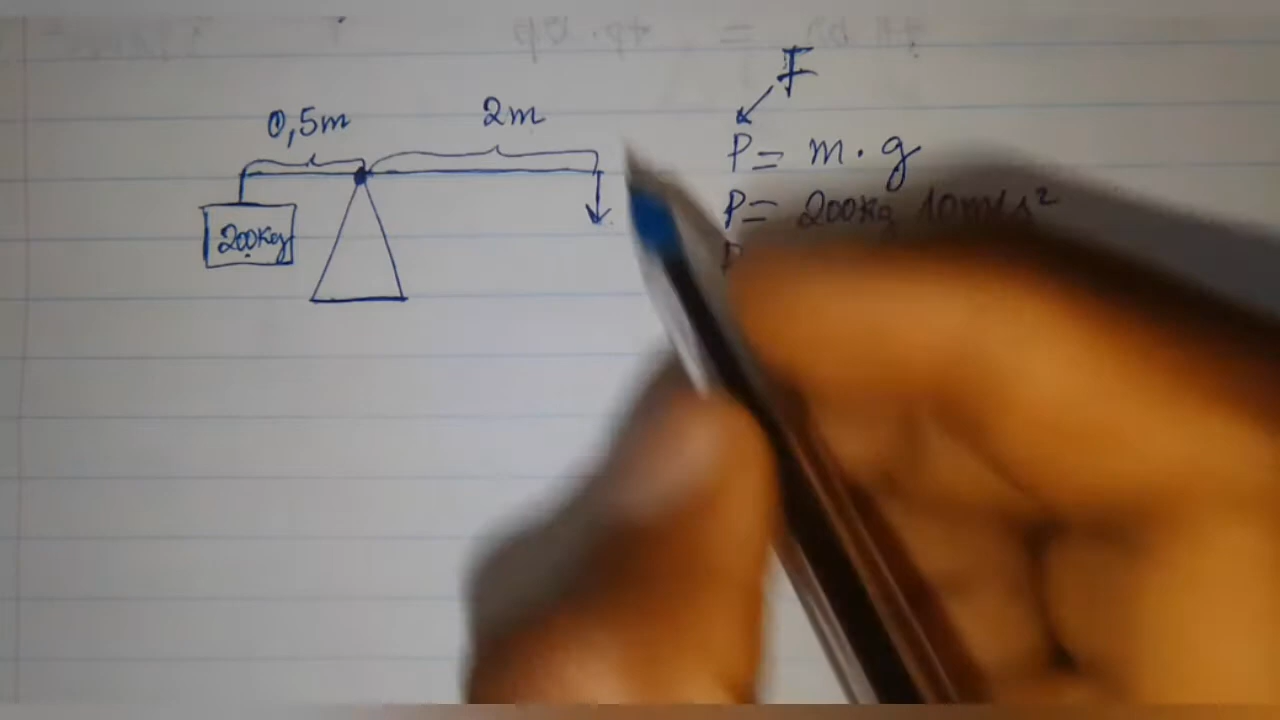 0,5m
2m
F
P = m · g
200kg
P = 200kg 10m/s²